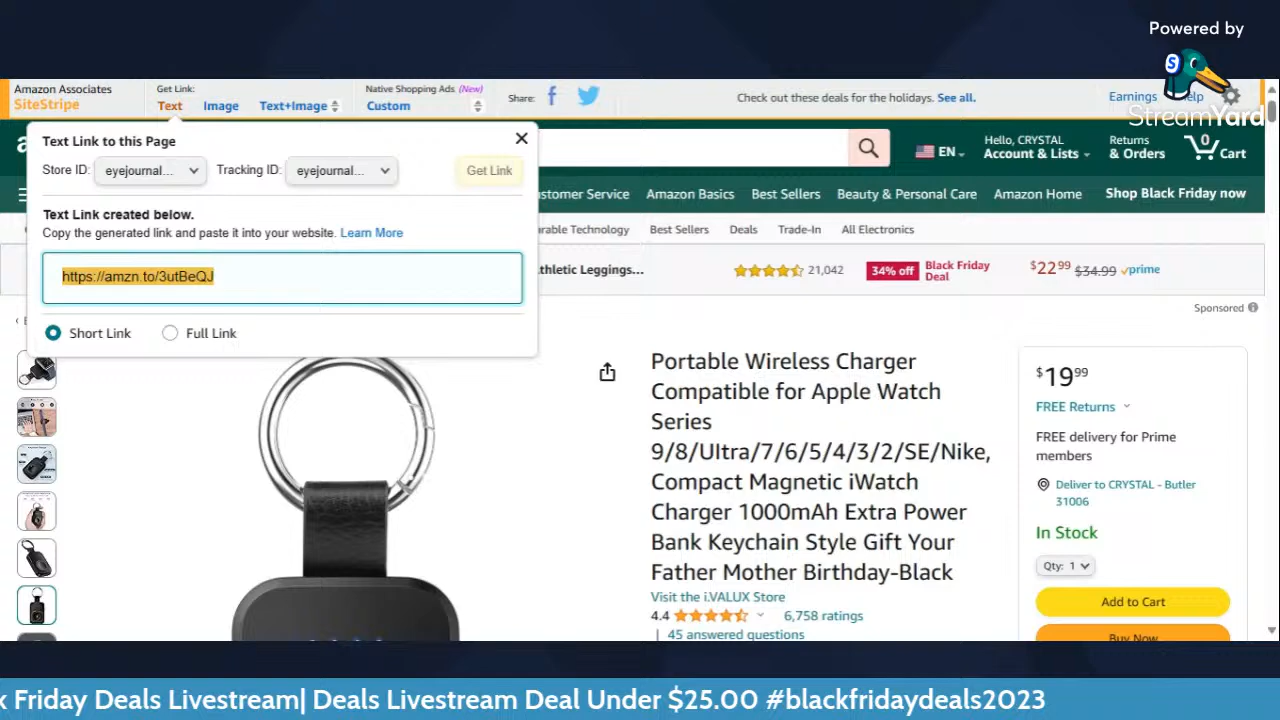 Powered by
S
StreamYard
Amazon Associates
SiteStripe
Get Link:
Text
Image
Text+Image
Native Shopping Ads (New)
Custom
Share:
Check out these deals for the holidays. See all.
Earnings
Help
Text Link to this Page
Store ID:
eyejournal...
Tracking ID:
eyejournal...
Get Link
Text Link created below.
Copy the generated link and paste it into your website. Learn More
https://amzn.to/3utBeQJ
Short Link
Full Link
EN
Hello, CRYSTAL
Account & Lists
Returns
& Orders
0
Cart
Amazon Basics
Best Sellers
Beauty & Personal Care
Amazon Home
Shop Black Friday now
Customer Service
Technology
Best Sellers
Deals
Trade-In
All Electronics
Leggings...
21,042
34% off
Black Friday
Deal
$22.99
$34.99
prime
Sponsored
Portable Wireless Charger
Compatible for Apple Watch
Series
9/8/UItra/7/6/5/4/3/2/SE/Nike,
Compact Magnetic iWatch
Charger 1000mAh Extra Power
Bank Keychain Style Gift Your
Father Mother Birthday-Black
Visit the i.VALUX Store
4.4
6,758 ratings
| 45 answered questions
$19.99
FREE Returns
FREE delivery for Prime
members
Deliver to CRYSTAL - Butler
31006
In Stock
Qty: 1
Add to Cart
Buy Now
k Friday Deals Livestream| Deals Livestream Deal Under $25.00 #blackfridaydeals2023